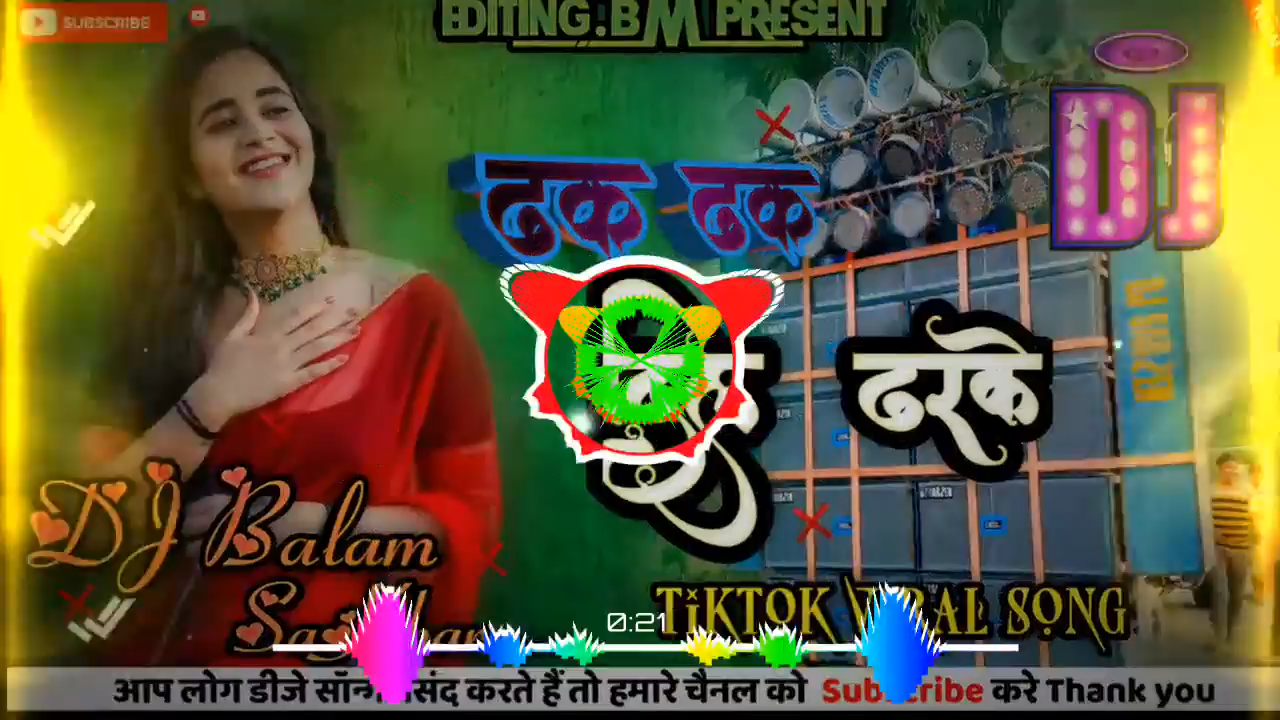 SUBSCRIBE
EDITING:BM PRESENT
DJ
ढक ढक
ढरके
DJ Balam
0:21
TiKTOK VIRAL SONG
आप लोग डीजे सॉन्ग पसंद करते हैं तो हमारे चैनल को Subscribe करे Thank you